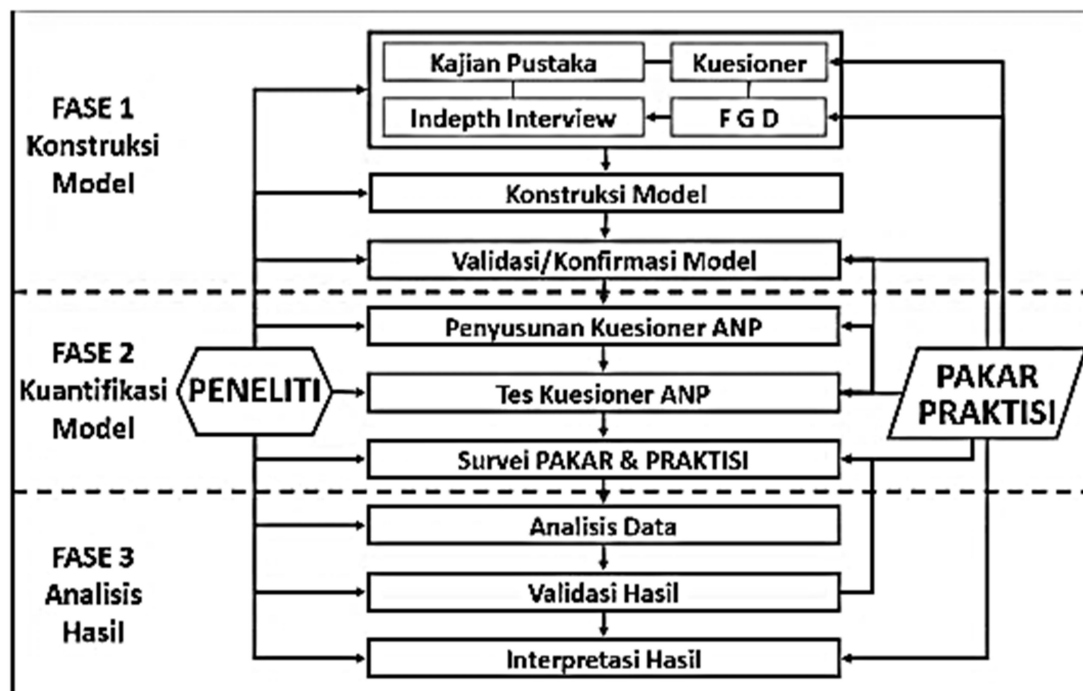 FASE 1
Konstruksi
Model
Kajian Pustaka
Kuesioner
Indepth Interview
F G D
Konstruksi Model
Validasi/Konfirmasi Model
FASE 2
Kuantifikasi
Model
PENELITI
Penyusunan Kuesioner ANP
Tes Kuesioner ANP
Survei PAKAR & PRAKTISI
PAKAR
PRAKTISI
FASE 3
Analisis
Hasil
Analisis Data
Validasi Hasil
Interpretasi Hasil